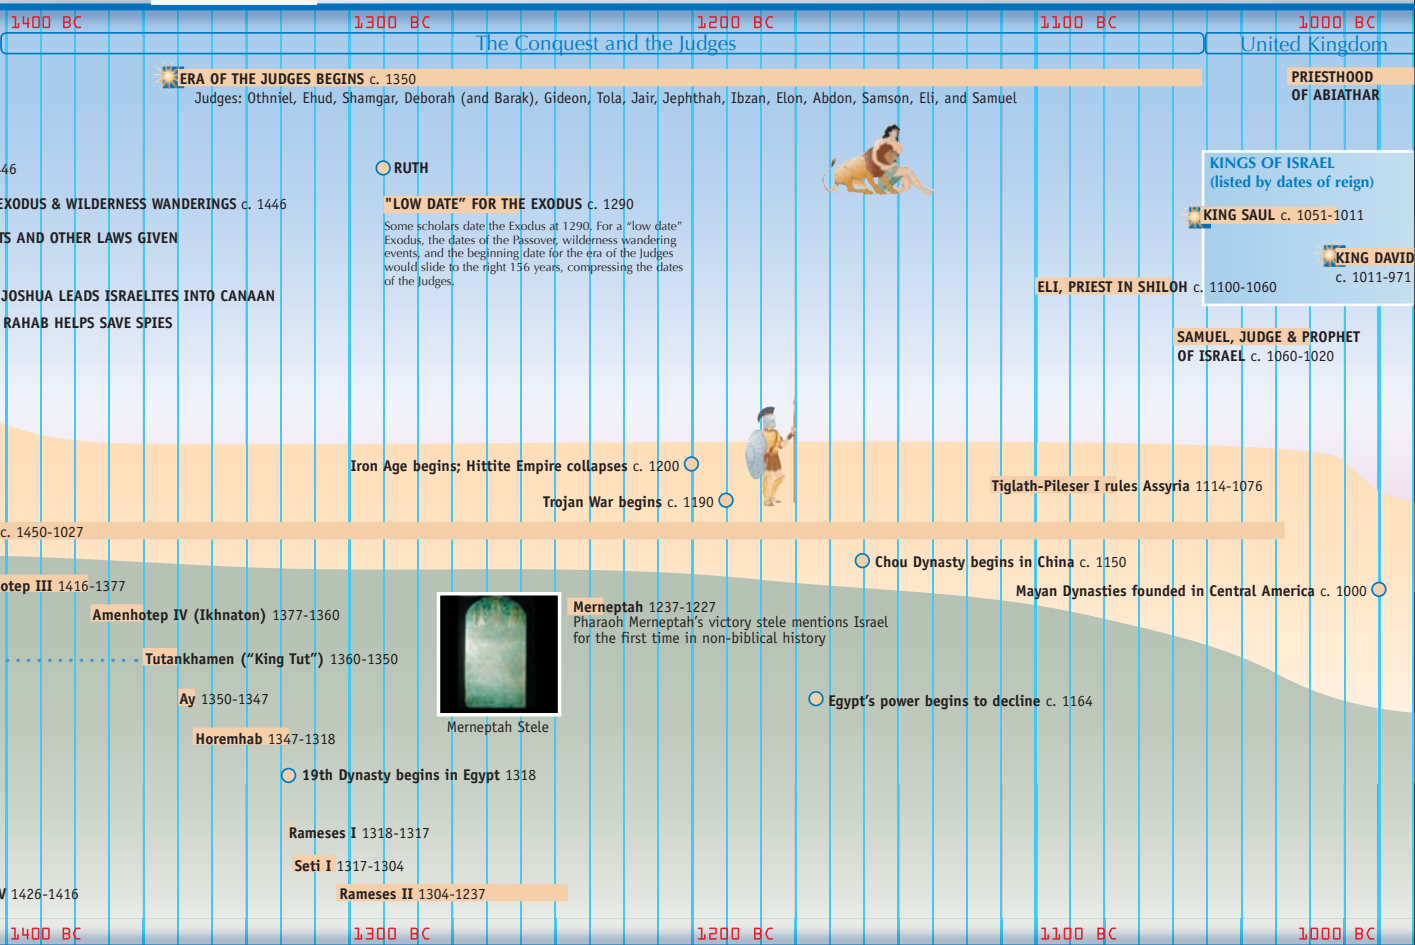 1400 BC 1300 BC 1200 BC 1100 BC 1000 BC
The Conquest and the Judges
United Kingdom
ERA OF THE JUDGES BEGINS c. 1350
Judges: Othniel, Ehud, Shamgar, Deborah (and Barak), Gideon, Tola, Jair, Jephthah, Ibzan, Elon, Abdon, Samson, Eli, and Samuel
PRIESTHOOD
OF ABIATHAR
46
RUTH
KINGS OF ISRAEL
(listed by dates of reign)
EXODUS & WILDERNESS WANDERINGS c. 1446
"LOW DATE” FOR THE EXODUS c. 1290
Some scholars date the Exodus at 1290. For a “low date”
Exodus, the dates of the Passover, wilderness wandering
events, and the beginning date for the era of the Judges
would slide to the right 156 years, compressing the dates
of the Judges.
KING SAUL c. 1051-1011
TS AND OTHER LAWS GIVEN
KING DAVID
c. 1011-971
ELI, PRIEST IN SHILOH c. 1100-1060
JOSHUA LEADS ISRAELITES INTO CANAAN
RAHAB HELPS SAVE SPIES
SAMUEL, JUDGE & PROPHET
OF ISRAEL c. 1060-1020
Iron Age begins; Hittite Empire collapses c. 1200
Tiglath-Pileser I rules Assyria 1114-1076
Trojan War begins c. 1190
c. 1450-1027
Chou Dynasty begins in China c. 1150
otep III 1416-1377
Mayan Dynasties founded in Central America c. 1000
Amenhotep IV (Ikhnaton) 1377-1360
Merneptah 1237-1227
Pharaoh Merneptah’s victory stele mentions Israel
for the first time in non-biblical history
Tutankhamen (“King Tut”) 1360-1350
Ay 1350-1347
Egypt’s power begins to decline c. 1164
Merneptah Stele
Horemhab 1347-1318
19th Dynasty begins in Egypt 1318
Rameses I 1318-1317
Seti I 1317-1304
V 1426-1416
Rameses II 1304-1237
1400 BC 1300 BC 1200 BC 1100 BC 1000 BC